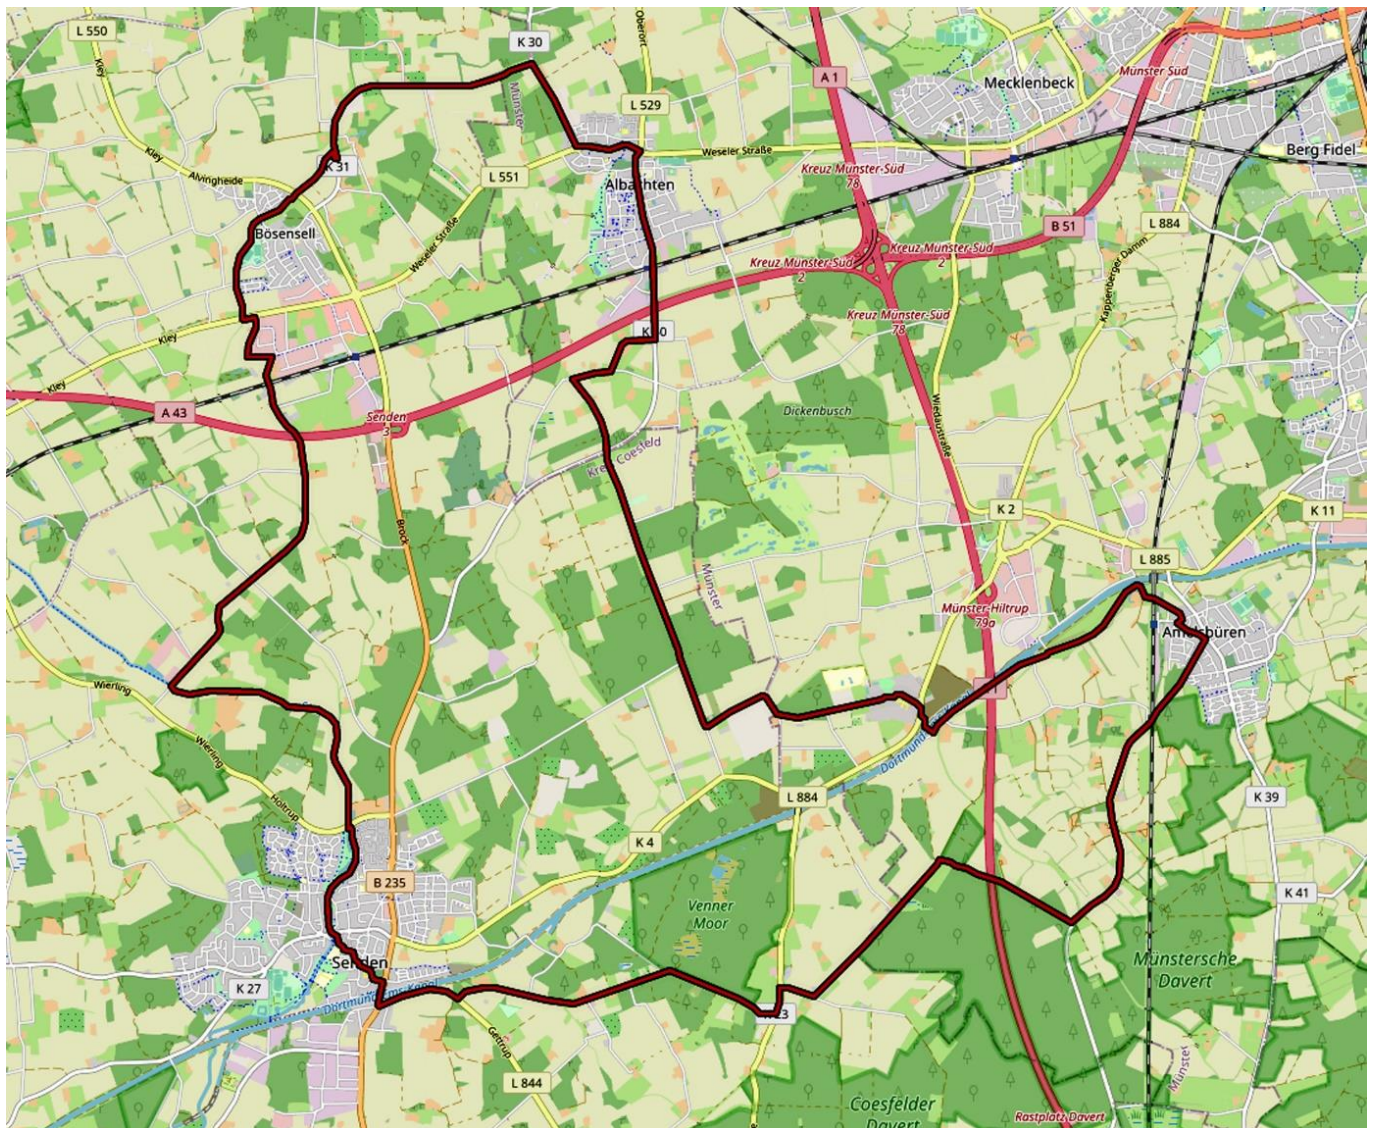 L 550
K 30
Oberort
Kley
A 1
Münster Süd
Mecklenbeck
Münster
L 529
Kley
Weseler Straße
Berg Fidel
K 31
L 551
Kreuz Münster-Süd
78
Alvingheide
Albachten
Bösensell
Weseler Straße
B 51
L 884
Kreuz Münster-Süd
2
Kreuz Münster-Süd
2
Kappenberger Damm
Kreuz Münster-Süd
78
Kley
Kley
A 43
Senden
3
Dickenbusch
Wiedaustraße
Kreis Coesfeld
K 2
K 11
Brock
L 885
Münster
Münster-Hiltrup
79a
Wierling
Wierling
Holtrup
Dortmund
L 884
K 39
K 4
B 235
K 41
Venner
Moor
Senden
Münstersche
Davert
K 27
Dortmund-Ems-Kanal
Gettrup
L 844
Münster
Coesfelder
Davert
Rastplatz Davert